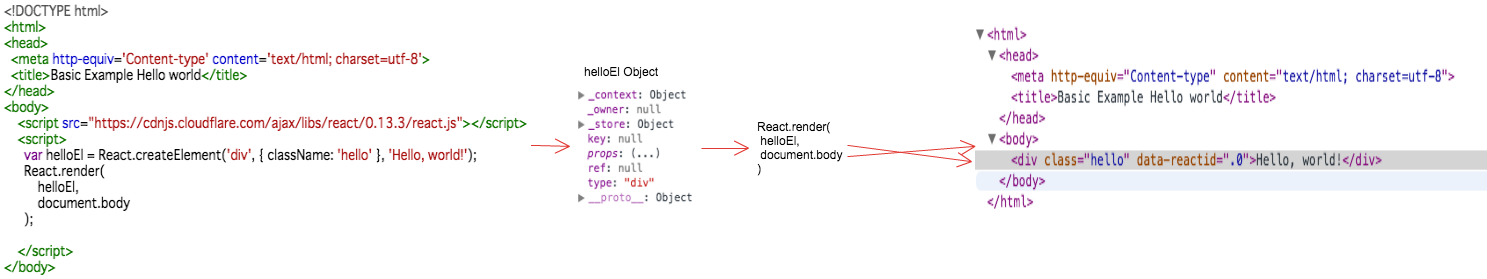 <!DOCTYPE html>
<html>
<head>
<meta http-equiv='Content-type' content='text/html; charset=utf-8'>
<title>Basic Example Hello world</title>
</head>
<body>
<script src="https://cdnjs.cloudflare.com/ajax/libs/react/0.13.3/react.js"></script>
<script>
var helloEl = React.createElement('div', { className: 'hello' }, 'Hello, world!');
React.render(
helloEl,
document.body
);
</script>
</body>
helloEl Object
▶ _context: Object
_owner: null
▶ _store: Object
key: null
props: (...)
ref: null
type: "div"
▶ __proto__: Object
React.render(
helloEl,
document.body
)
▼<html>
▼<head>
<meta http-equiv="Content-type" content="text/html; charset=utf-8">
<title>Basic Example Hello world</title>
</head>
▼<body>
<div class="hello" data-reactid=".0">Hello, world!</div>
</body>
</html>